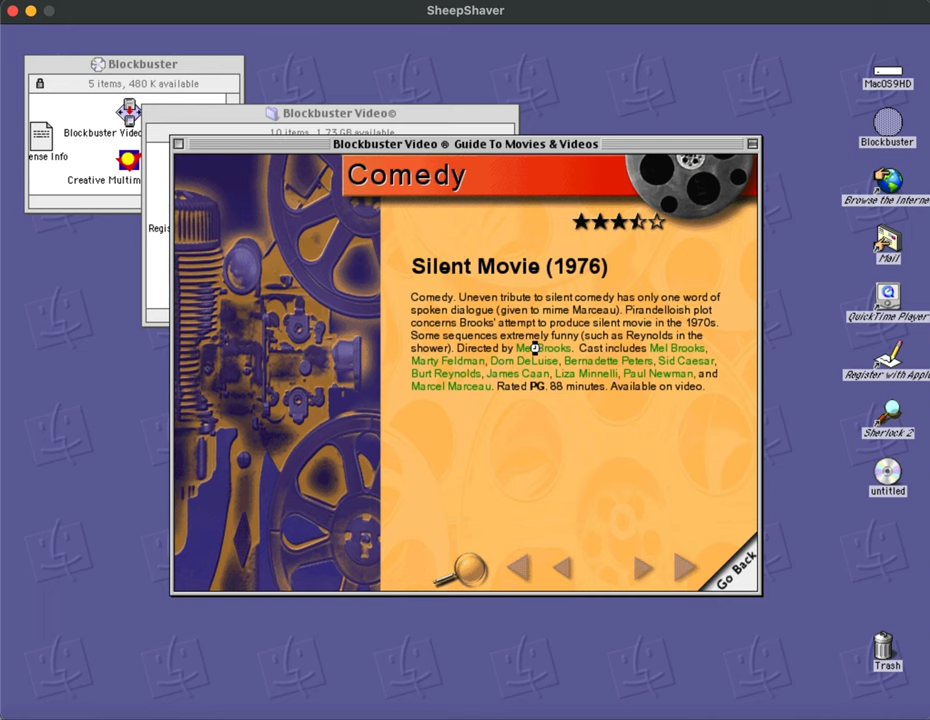 SheepShaver
Blockbuster
5 items, 480 K available
Blockbuster Video
ense Info
Creative Multim
Blockbuster Video©
10 items, 1.73 GB available
Regis
Blockbuster Video ® Guide To Movies & Videos
Comedy
Silent Movie (1976)
Comedy. Uneven tribute to silent comedy has only one word of
spoken dialogue (given to mime Marceau). Pirandelloish plot
concerns Brooks' attempt to produce silent movie in the 1970s.
Some sequences extremely funny (such as Reynolds in the
shower). Directed by Mel Brooks. Cast includes Mel Brooks,
Marty Feldman, Dom DeLuise, Bernadette Peters, Sid Caesar,
Burt Reynolds, James Caan, Liza Minnelli, Paul Newman, and
Marcel Marceau. Rated PG. 88 minutes. Available on video.
Go Back
MacOS9HD
Blockbuster
Browse the Interne
Mail
QuickTime Player
Register with Apple
Sherlock 2
untitled
Trash